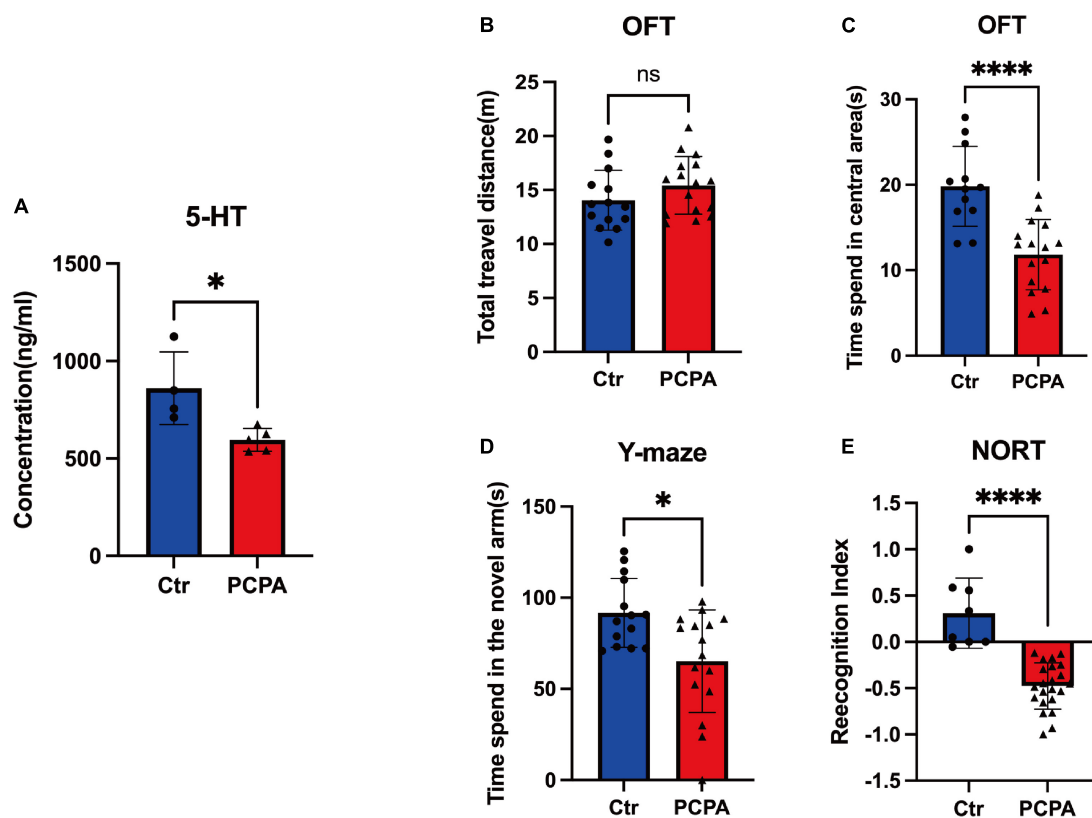 A
5-HT
*
Concentration(ng/ml)
1500
1000
500
0
Ctr
PCPA
B
OFT
ns
Total treavel distance(m)
25
20
15
10
5
0
Ctr
PCPA
C
OFT
****
Time spend in central area(s)
30
20
10
0
Ctr
PCPA
D
Y-maze
*
Time spend in the novel arm(s)
150
100
50
0
Ctr
PCPA
E
NORT
****
Reecognition Index
1.5
1.0
0.5
0.0
-0.5
-1.0
-1.5
Ctr
PCPA